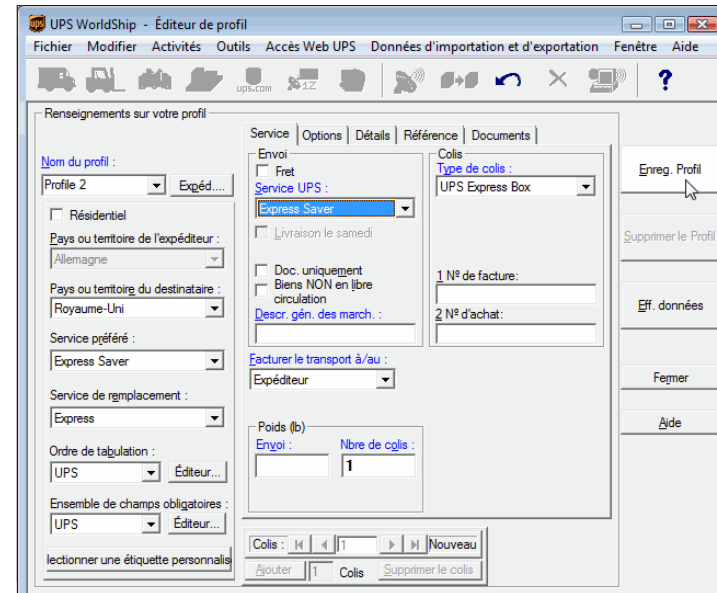 UPS WorldShip - Éditeur de profil
Fichier Modifier Activités Outils Accès Web UPS Données d'importation et d'exportation Fenêtre Aide
ups.com 1Z ?
Renseignements sur votre profil
Service Options Détails Référence Documents
Nom du profil :
Profile 2 Expéd....
Résidentiel
Pays ou territoire de l'expéditeur :
Allemagne
Pays ou territoire du destinataire :
Royaume-Uni
Service préféré :
Express Saver
Service de remplacement :
Express
Ordre de tabulation :
UPS Éditeur...
Ensemble de champs obligatoires :
UPS Éditeur...
lectionner une étiquette personnalis
Envoi
Fret
Service UPS :
Express Saver
Livraison le samedi
Doc. uniquement
Biens NON en libre
circulation
Descr. gén. des march. :
Colis
Type de colis :
UPS Express Box
1 Nº de facture:
2 Nº d'achat:
Facturer le transport à/au :
Expéditeur
Poids (lb)
Envoi : Nbre de colis :
1
Colis : 1 Nouveau
Ajouter 1 Colis Supprimer le colis
Enreg. Profil
Supprimer le Profil
Eff. données
Fermer
Aide